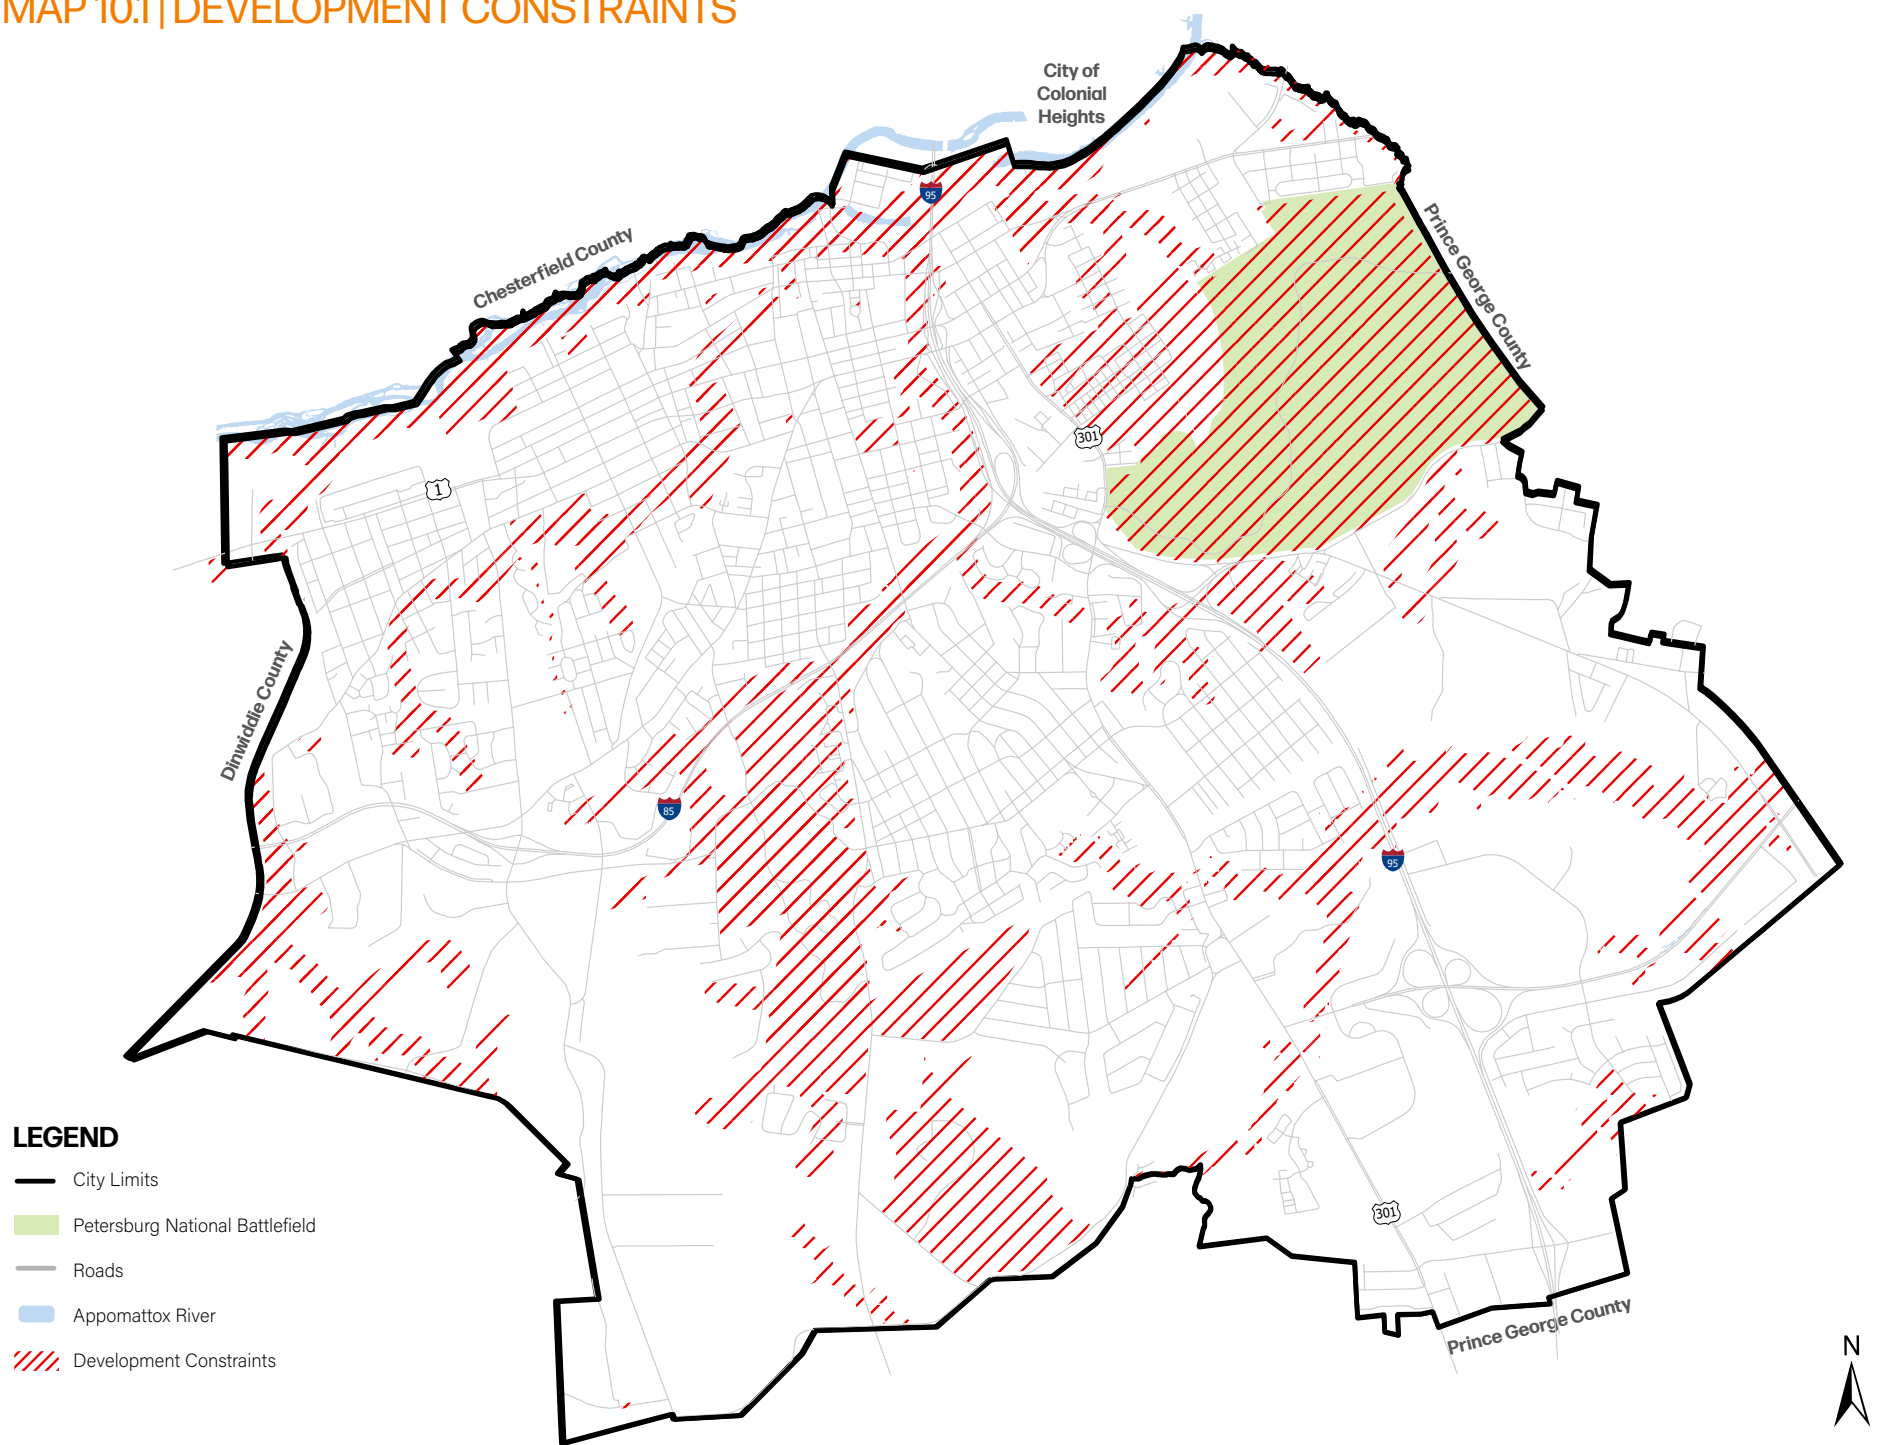 MAP 10.1 | DEVELOPMENT CONSTRAINTS
City of
Colonial
Heights
95
Chesterfield County
Prince George County
301
1
Dinwiddie County
85
95
LEGEND
City Limits
Petersburg National Battlefield
Roads
Appomattox River
Development Constraints
301
Prince George County
N